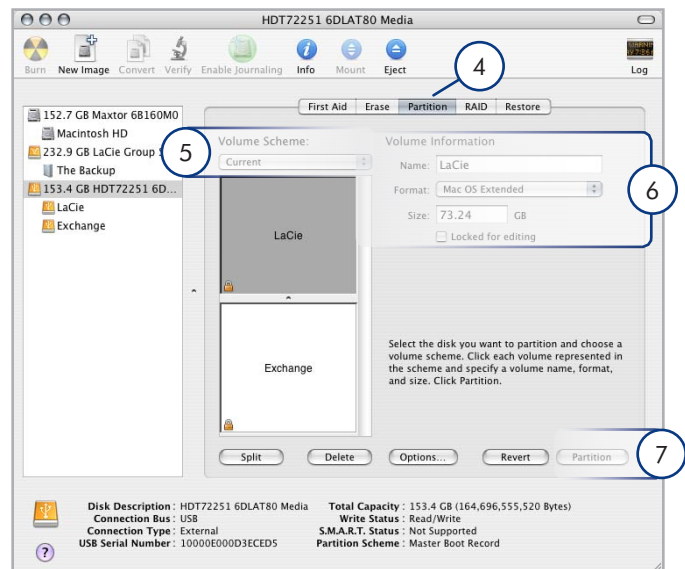 HDT72251 6DLAT80 Media
Burn New Image Convert Verify Enable Journaling Info Mount Eject Log
4
First Aid Erase Partition RAID Restore
152.7 GB Maxtor 6B160M0
Macintosh HD
232.9 GB LaCie Group
The Backup
153.4 GB HDT72251 6D...
LaCie
Exchange
5
Volume Scheme:
Current
LaCie
Exchange
Volume Information
Name: LaCie
Format: Mac OS Extended
Size: 73.24 GB
Locked for editing
6
Select the disk you want to partition and choose a
volume scheme. Click each volume represented in
the scheme and specify a volume name, format,
and size. Click Partition.
Split Delete Options... Revert Partition
7
Disk Description : HDT72251 6DLAT80 Media
Connection Bus : USB
Connection Type : External
USB Serial Number : 10000E000D3ECED5
Total Capacity : 153.4 GB (164,696,555,520 Bytes)
Write Status : Read/Write
S.M.A.R.T. Status : Not Supported
Partition Scheme : Master Boot Record
?